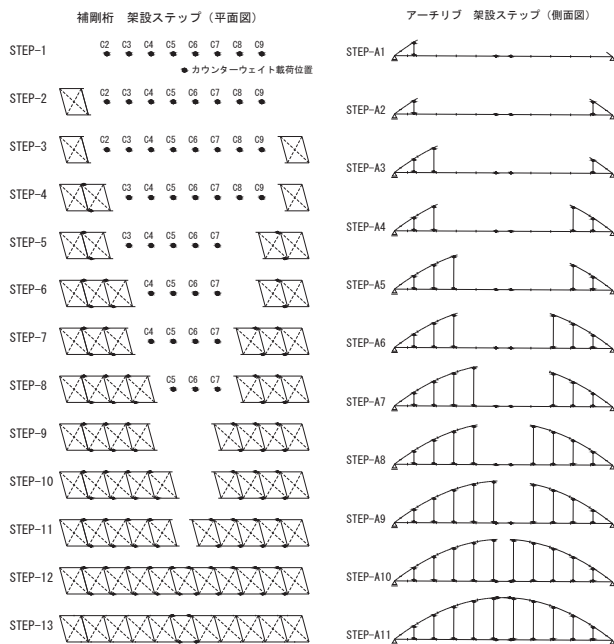 補剛桁 架設ステップ（平面図）
STEP-1 C2 C3 C4 C5 C6 C7 C8 C9
カウンターウェイト載荷位置
STEP-2 C2 C3 C4 C5 C6 C7 C8 C9
STEP-3 C2 C3 C4 C5 C6 C7 C8 C9
STEP-4 C3 C4 C5 C6 C7 C8 C9
STEP-5 C3 C4 C5 C6 C7
STEP-6 C4 C5 C6 C7
STEP-7 C4 C5 C6 C7
STEP-8 C5 C6 C7
STEP-9
STEP-10
STEP-11
STEP-12
STEP-13
アーチリブ 架設ステップ（側面図）
STEP-A1
STEP-A2
STEP-A3
STEP-A4
STEP-A5
STEP-A6
STEP-A7
STEP-A8
STEP-A9
STEP-A10
STEP-A11